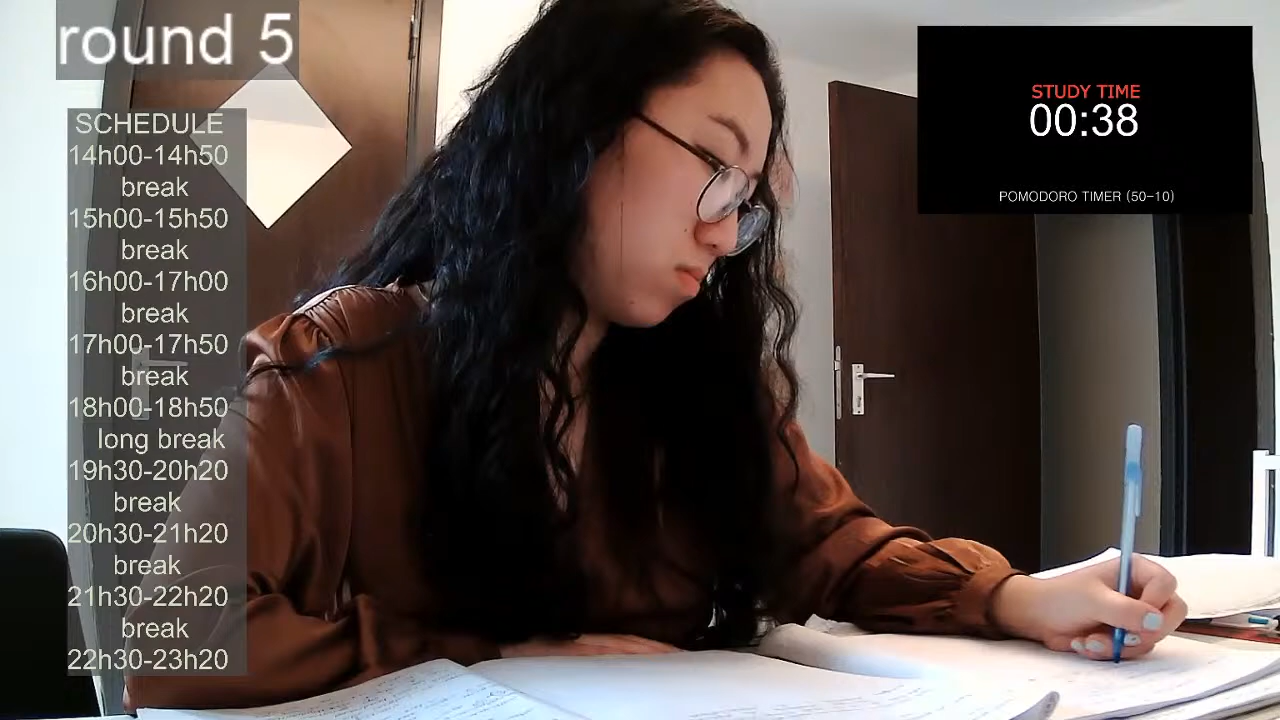 round 5
SCHEDULE
14h00-14h50
break
15h00-15h50
break
16h00-17h00
break
17h00-17h50
break
18h00-18h50
long break
19h30-20h20
break
20h30-21h20
break
21h30-22h20
break
22h30-23h20
STUDY TIME
00:38
POMODORO TIMER (50-10)